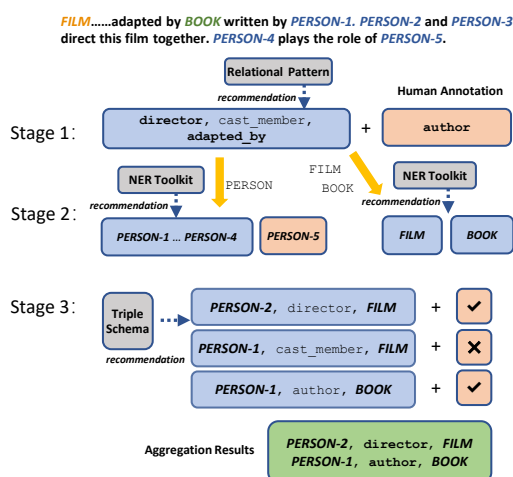 FILM……adapted by BOOK written by PERSON-1. PERSON-2 and PERSON-3
direct this film together. PERSON-4 plays the role of PERSON-5.
Relational Pattern
recommendation
Human Annotation
Stage 1:
director, cast_member,
adapted_by
+
author
NER Toolkit
recommendation
PERSON
FILM
BOOK
NER Toolkit
recommendation
Stage 2:
PERSON-1 ... PERSON-4
PERSON-5
FILM
BOOK
Stage 3:
Triple
Schema
recommendation
PERSON-2, director, FILM
+ ✓
PERSON-1, cast_member, FILM
+ ✗
PERSON-1, author, BOOK
+ ✓
Aggregation Results
PERSON-2, director, FILM
PERSON-1, author, BOOK